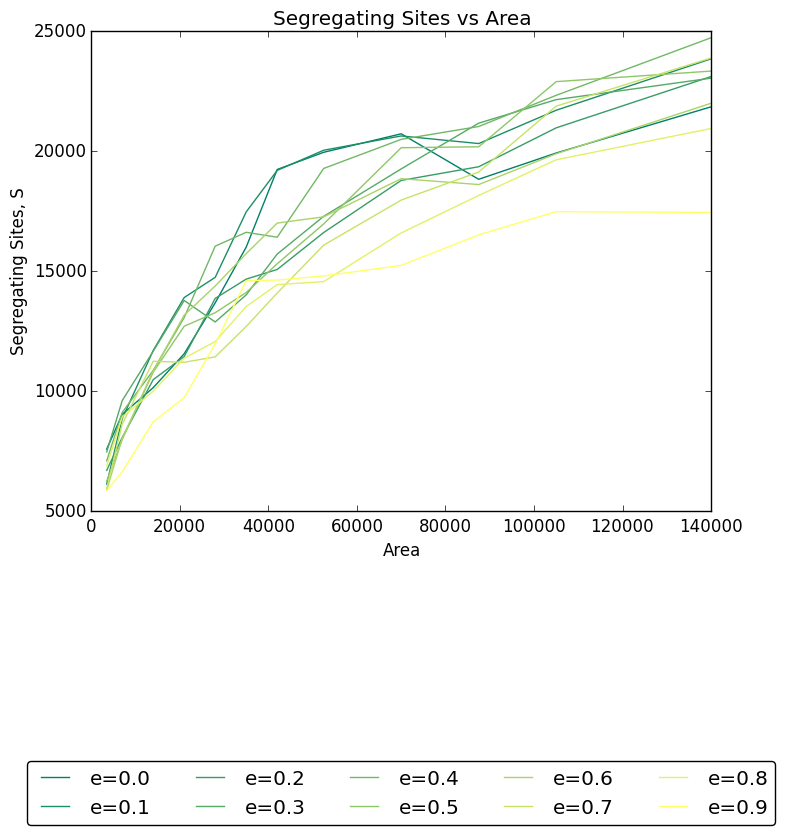 Segregating Sites vs Area
25000
20000
15000
10000
5000
Segregating Sites, S
0 20000 40000 60000 80000 100000 120000 140000
Area
e=0.0 e=0.2 e=0.4 e=0.6 e=0.8
e=0.1 e=0.3 e=0.5 e=0.7 e=0.9